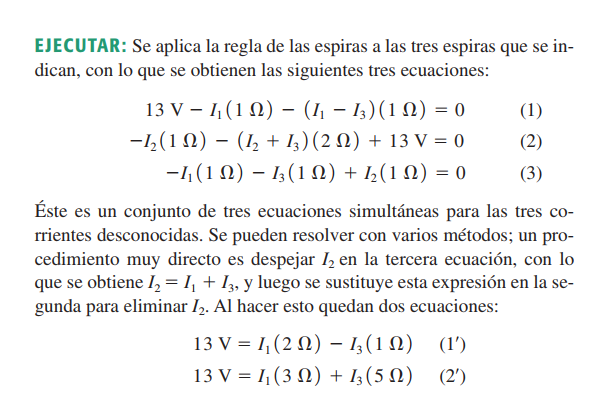 EJECUTAR: Se aplica la regla de las espiras a las tres espiras que se in-
dican, con lo que se obtienen las siguientes tres ecuaciones:
13 V − I₁(1 Ω) − (I₁ − I₃)(1 Ω) = 0 (1)
−I₂(1 Ω) − (I₂ + I₃)(2 Ω) + 13 V = 0 (2)
−I₁(1 Ω) − I₃(1 Ω) + I₂(1 Ω) = 0 (3)
Éste es un conjunto de tres ecuaciones simultáneas para las tres co-
rrientes desconocidas. Se pueden resolver con varios métodos; un pro-
cedimiento muy directo es despejar I₂ en la tercera ecuación, con lo
que se obtiene I₂ = I₁ + I₃, y luego se sustituye esta expresión en la se-
gunda para eliminar I₂. Al hacer esto quedan dos ecuaciones:
13 V = I₁(2 Ω) − I₃(1 Ω) (1′)
13 V = I₁(3 Ω) + I₃(5 Ω) (2′)